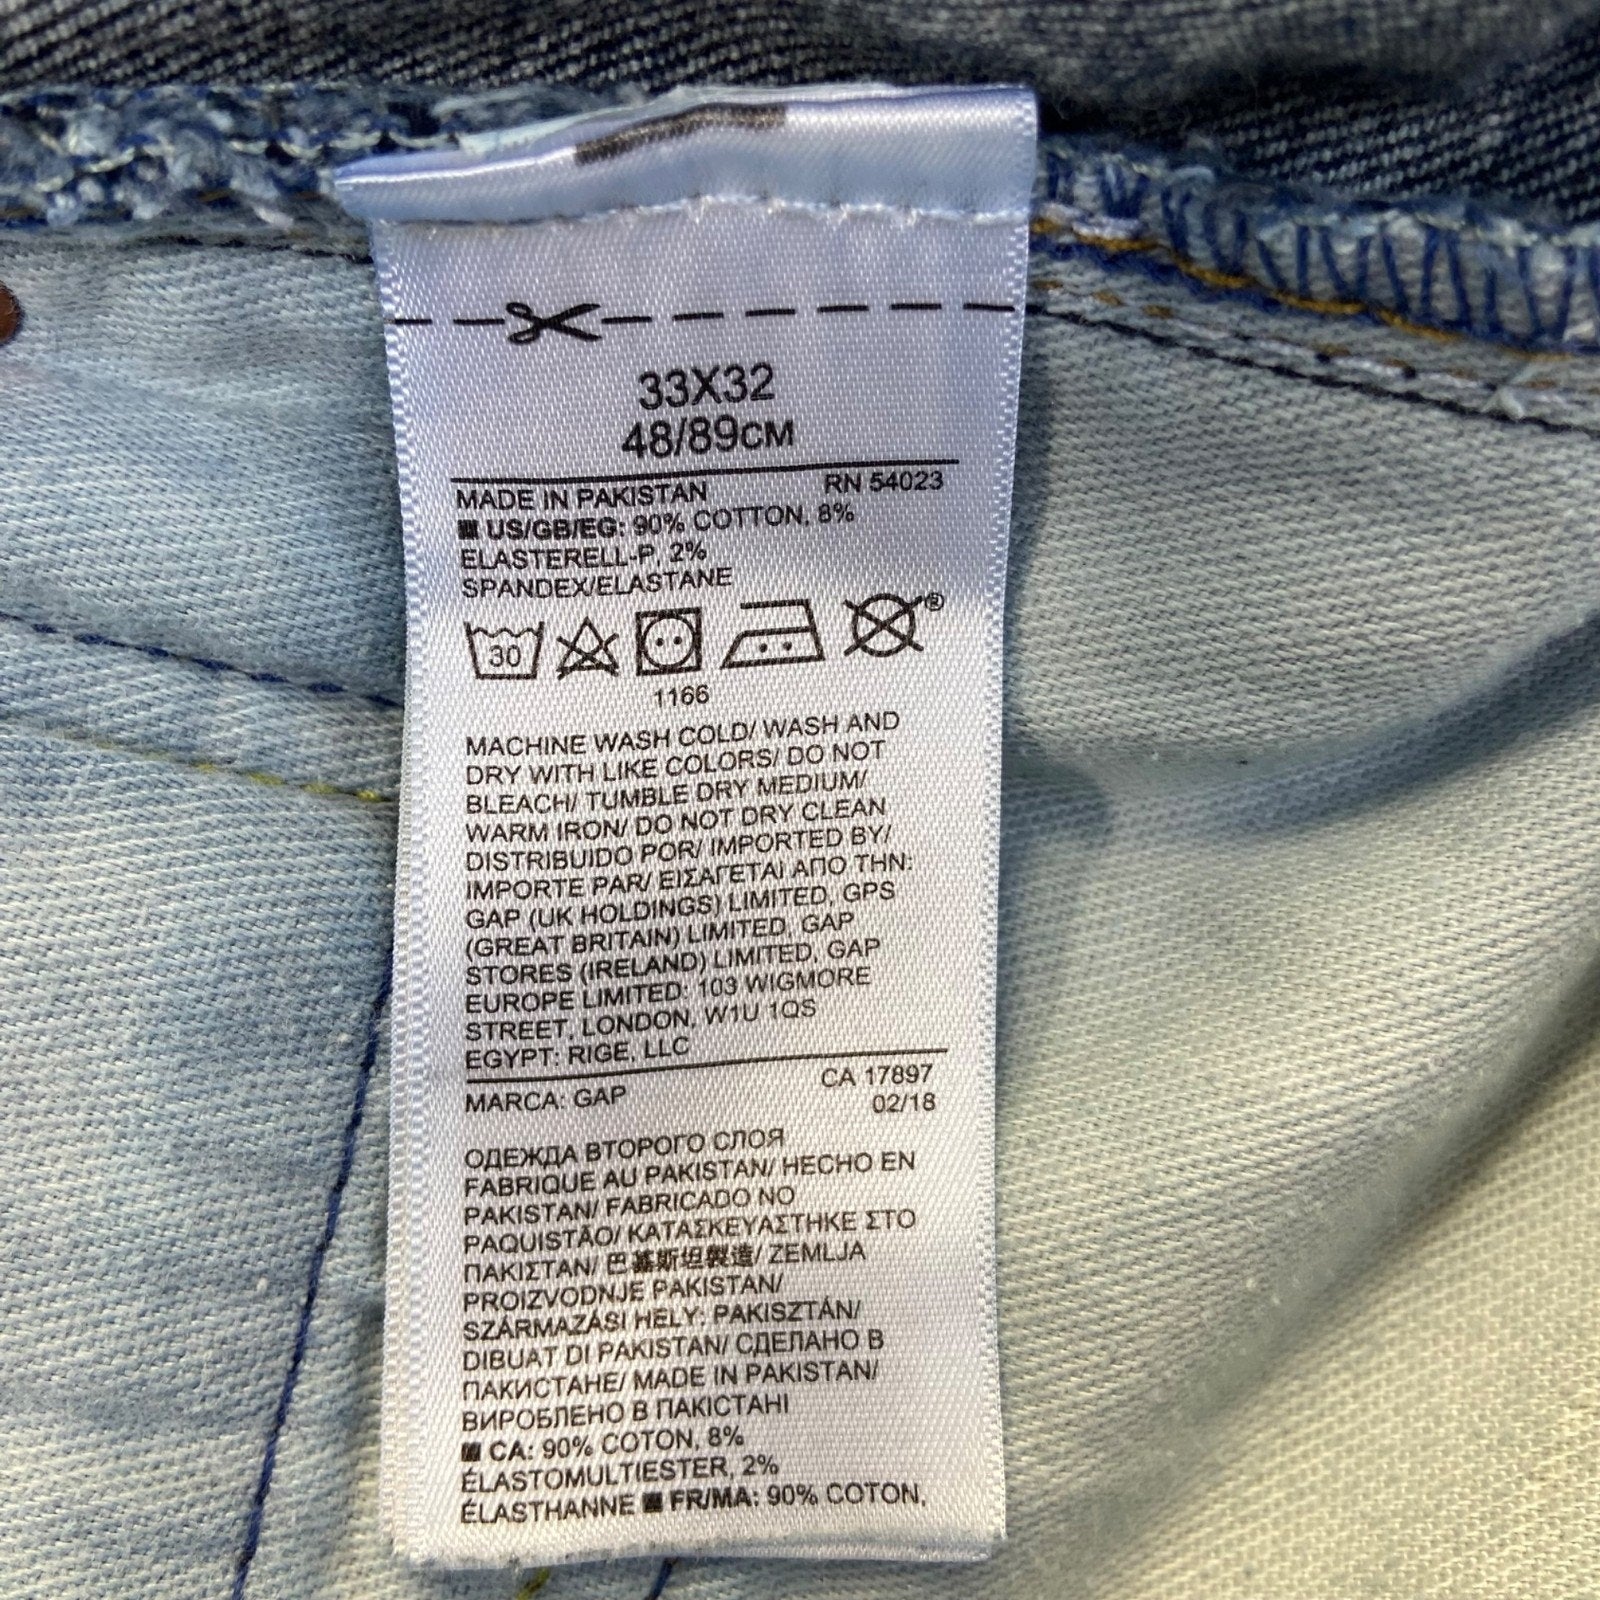 33X32
48/89CM
MADE IN PAKISTAN RN 54023
US/GB/EG: 90% COTTON, 8%
ELASTERELL-P, 2%
SPANDEX/ELASTANE
30 ®
1166
MACHINE WASH COLD/ WASH AND
DRY WITH LIKE COLORS/ DO NOT
BLEACH/ TUMBLE DRY MEDIUM/
WARM IRON/ DO NOT DRY CLEAN
DISTRIBUIDO POR/ IMPORTED BY/
IMPORTE PAR/ ΕΙΣΑΓΕΤΑΙ ΑΠΟ ΤΗΝ:
GAP (UK HOLDINGS) LIMITED, GPS
(GREAT BRITAIN) LIMITED, GAP
STORES (IRELAND) LIMITED, GAP
EUROPE LIMITED: 103 WIGMORE
STREET, LONDON, W1U 1QS
EGYPT: RIGE, LLC
MARCA: GAP CA 17897
02/18
ОДЕЖДА ВТОРОГО СЛОЯ
FABRIQUE AU PAKISTAN/ HECHO EN
PAKISTAN/ FABRICADO NO
PAQUISTÃO/ ΚΑΤΑΣΚΕΥΑΣΤΗΚΕ ΣΤΟ
ΠΑΚΙΣΤΑΝ/ 巴基斯坦製造/ ZEMLJA
PROIZVODNJE PAKISTAN/
SZÁRMAZÁSI HELY: PAKISZTÁN/
DIBUAT DI PAKISTAN/ СДЕЛАНО В
ПАКИСТАНЕ/ MADE IN PAKISTAN/
ВИРОБЛЕНО В ПАКІСТАНІ
CA: 90% COTON, 8%
ÉLASTOMULTIESTER, 2%
ÉLASTHANNE FR/MA: 90% COTON,